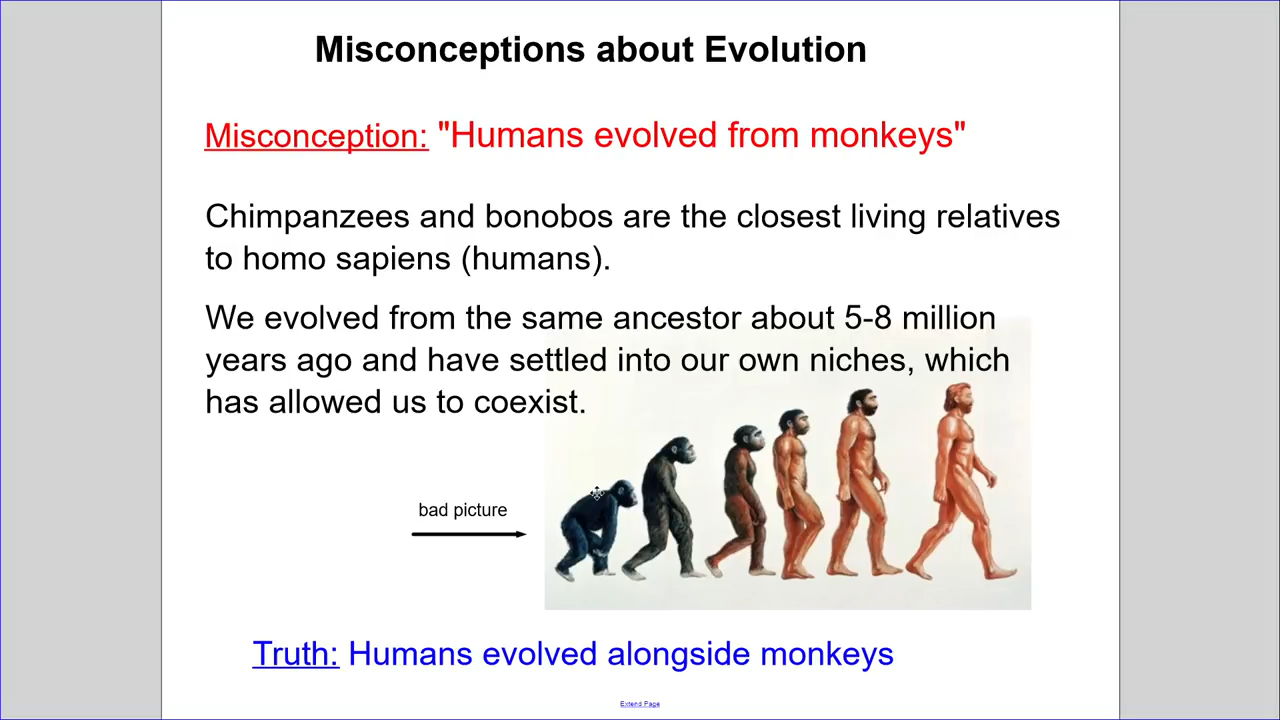 Misconceptions about Evolution
Misconception: "Humans evolved from monkeys"
Chimpanzees and bonobos are the closest living relatives
to homo sapiens (humans).
We evolved from the same ancestor about 5-8 million
years ago and have settled into our own niches, which
has allowed us to coexist.
bad picture
Truth: Humans evolved alongside monkeys
Extend Page